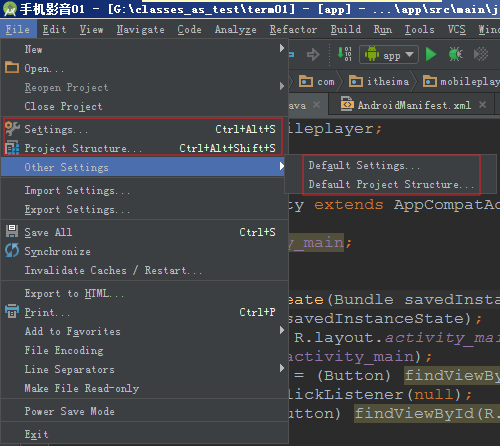 手机影音01 - [G:\classes_as_test\term01] - [app] - ...\app\src\main\j
File Edit View Navigate Code Analyze Refactor Build Run Tools VCS Window
New
Open...
app
Reopen Project
com itheima mobileplay
Close Project
ava AndroidManifest.xml
Settings... Ctrl+Alt+S
bileplayer;
Project Structure... Ctrl+Alt+Shift+S
Other Settings
Default Settings...
Default Project Structure...
Import Settings...
Export Settings...
ty extends AppCompatAc
Save All Ctrl+S
ty_main;
Synchronize
Invalidate Caches / Restart...
Export to HTML...
eate(Bundle savedInsta
Print... Ctrl+P
savedInstanceState);
Add to Favorites
R.layout.activity_mai
File Encoding
activity_main);
Line Separators
= (Button) findViewBy
Make File Read-only
lickListener(null);
Power Save Mode
utton) findViewById(R.
Exit